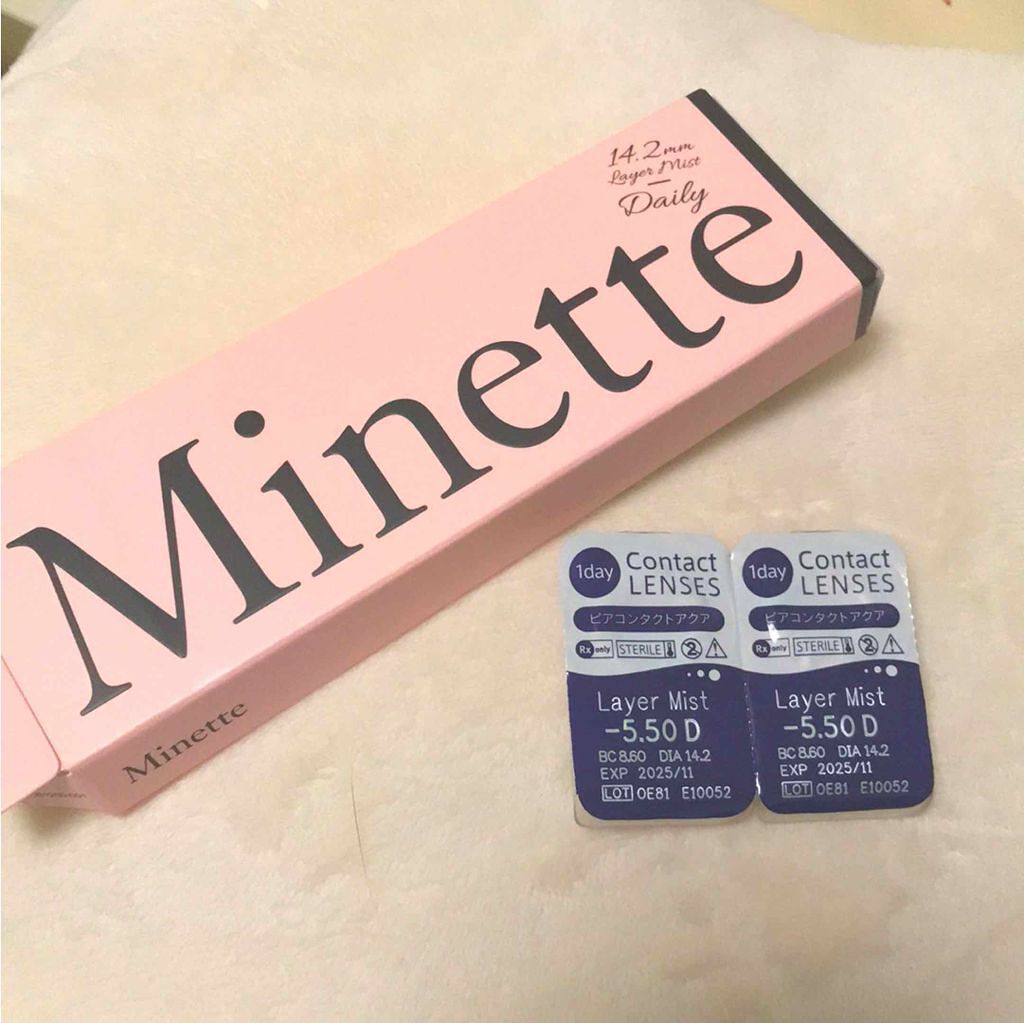 14.2mm
Layer Mist
Daily
Minette
Minette
1day Contact LENSES
ピアコンタクトアクア
Rx only STERILE 2
Layer Mist
-5.50 D
BC 8.60 DIA 14.2
EXP 2025/11
LOT 0E81 E10052
1day Contact LENSES
ピアコンタクトアクア
Rx only STERILE 2
Layer Mist
-5.50 D
BC 8.60 DIA 14.2
EXP 2025/11
LOT 0E81 E10052